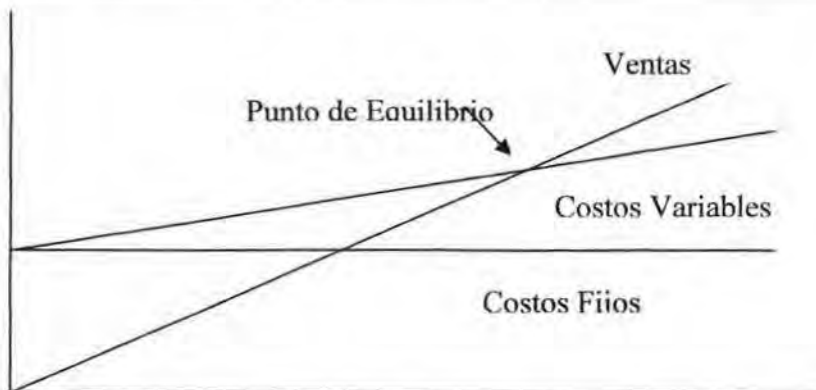 Ventas
Punto de Equilibrio
Costos Variables
Costos Fijos